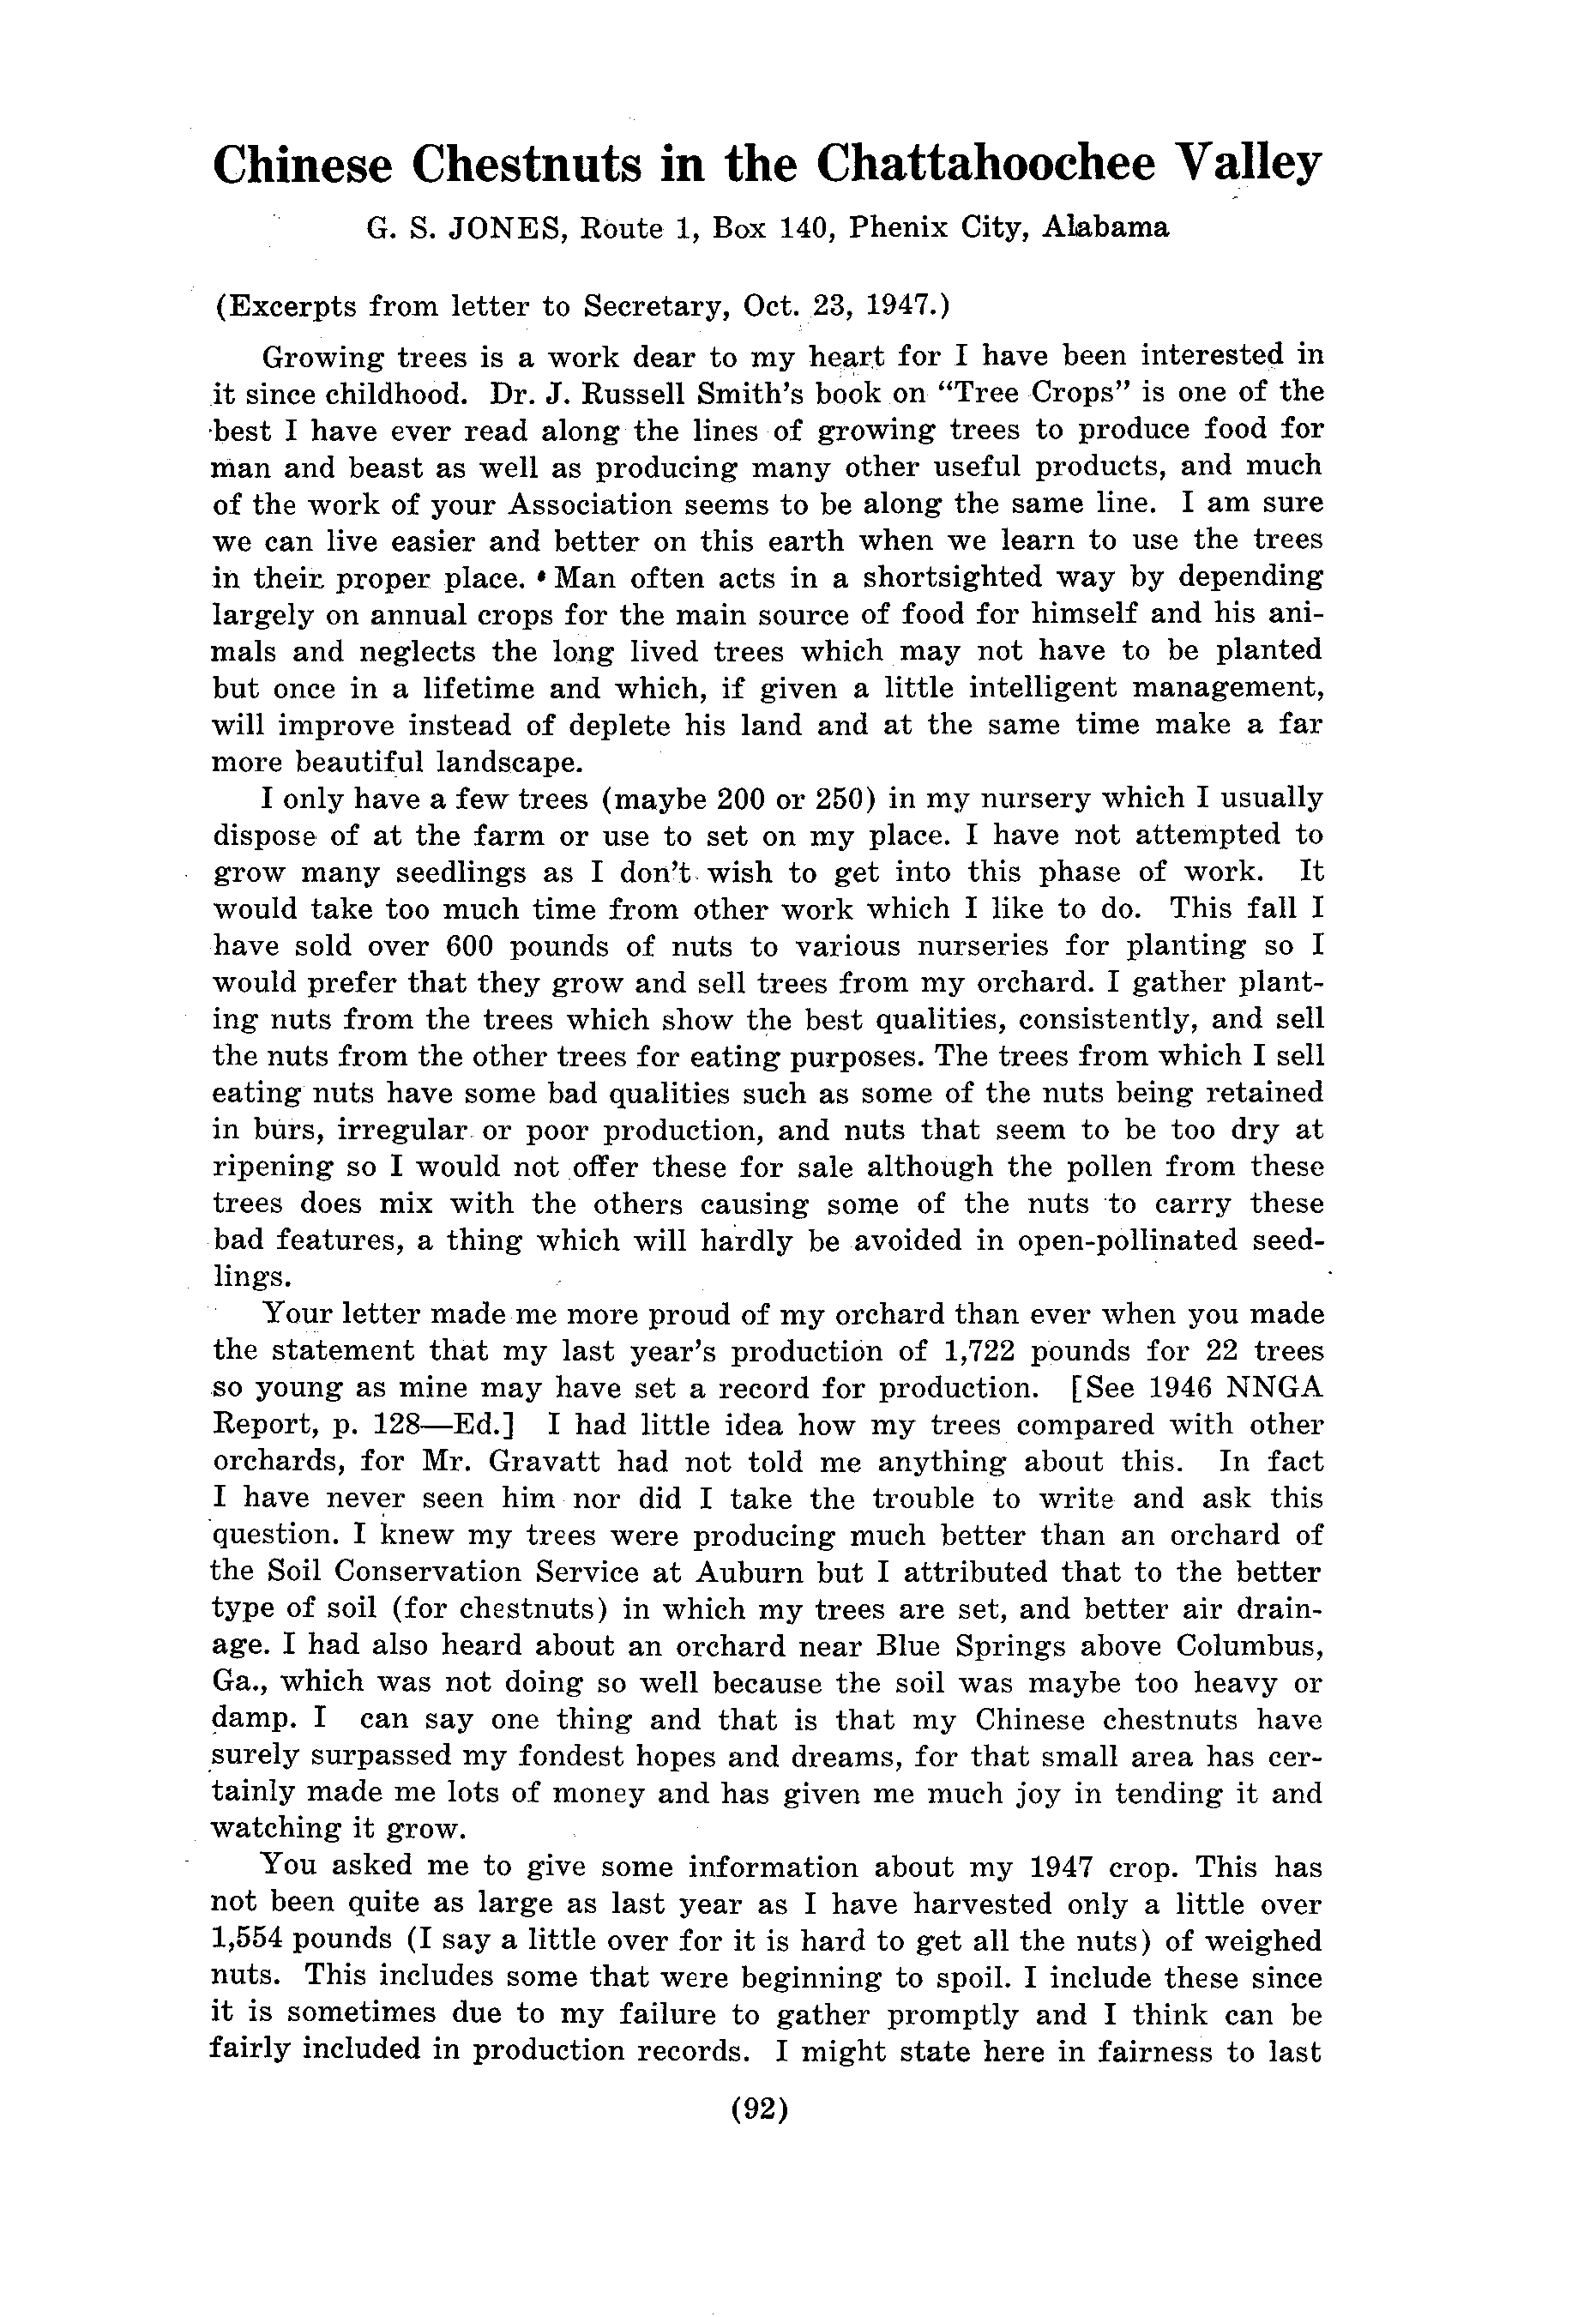 Chinese Chestnuts in the Chattahoochee Valley
G. S. JONES, Route 1, Box 140, Phenix City, Alabama
(Excerpts from letter to Secretary, Oct. 23, 1947.)
Growing trees is a work dear to my heart for I have been interested in
it since childhood. Dr. J. Russell Smith's book on "Tree Crops" is one of the
best I have ever read along the lines of growing trees to produce food for
man and beast as well as producing many other useful products, and much
of the work of your Association seems to be along the same line. I am sure
we can live easier and better on this earth when we learn to use the trees
in their proper place. Man often acts in a shortsighted way by depending
largely on annual crops for the main source of food for himself and his ani-
mals and neglects the long lived trees which may not have to be planted
but once in a lifetime and which, if given a little intelligent management,
will improve instead of deplete his land and at the same time make a far
more beautiful landscape.
I only have a few trees (maybe 200 or 250) in my nursery which I usually
dispose of at the farm or use to set on my place. I have not attempted to
grow many seedlings as I don't wish to get into this phase of work. It
would take too much time from other work which I like to do. This fall I
have sold over 600 pounds of nuts to various nurseries for planting so I
would prefer that they grow and sell trees from my orchard. I gather plant-
ing nuts from the trees which show the best qualities, consistently, and sell
the nuts from the other trees for eating purposes. The trees from which I sell
eating nuts have some bad qualities such as some of the nuts being retained
in burs, irregular or poor production, and nuts that seem to be too dry at
ripening so I would not offer these for sale although the pollen from these
trees does mix with the others causing some of the nuts to carry these
bad features, a thing which will hardly be avoided in open-pollinated seed-
lings.
Your letter made me more proud of my orchard than ever when you made
the statement that my last year's production of 1,722 pounds for 22 trees
so young as mine may have set a record for production. [See 1946 NNGA
Report, p. 128—Ed.] I had little idea how my trees compared with other
orchards, for Mr. Gravatt had not told me anything about this. In fact
I have never seen him nor did I take the trouble to write and ask this
question. I knew my trees were producing much better than an orchard of
the Soil Conservation Service at Auburn but I attributed that to the better
type of soil (for chestnuts) in which my trees are set, and better air drain-
age. I had also heard about an orchard near Blue Springs above Columbus,
Ga., which was not doing so well because the soil was maybe too heavy or
damp. I can say one thing and that is that my Chinese chestnuts have
surely surpassed my fondest hopes and dreams, for that small area has cer-
tainly made me lots of money and has given me much joy in tending it and
watching it grow.
You asked me to give some information about my 1947 crop. This has
not been quite as large as last year as I have harvested only a little over
1,554 pounds (I say a little over for it is hard to get all the nuts) of weighed
nuts. This includes some that were beginning to spoil. I include these since
it is sometimes due to my failure to gather promptly and I think can be
fairly included in production records. I might state here in fairness to last
(92)